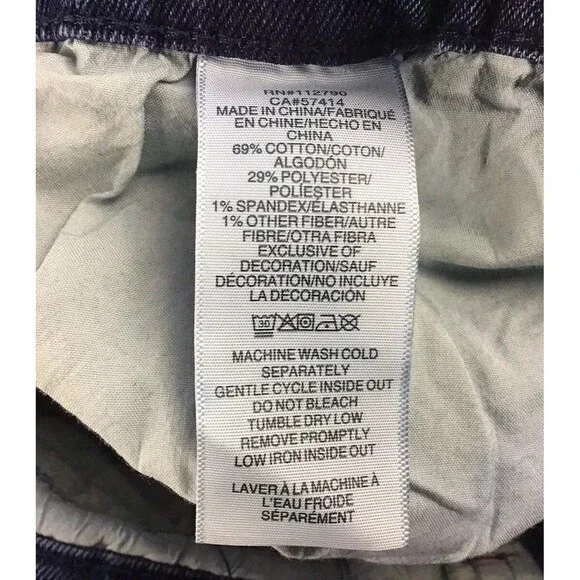 RN#112790
CA#57414
MADE IN CHINA/FABRIQUÉ
EN CHINE/HECHO EN
CHINA
69% COTTON/COTON/
ALGODÓN
29% POLYESTER/
POLIÉSTER
1% SPANDEX/ÉLASTHANNE
1% OTHER FIBER/AUTRE
FIBRE/OTRA FIBRA
EXCLUSIVE OF
DECORATION/SAUF
DÉCORATION/NO INCLUYE
LA DECORACIÓN
30
MACHINE WASH COLD
SEPARATELY
GENTLE CYCLE INSIDE OUT
DO NOT BLEACH
TUMBLE DRY LOW
REMOVE PROMPTLY
LOW IRON INSIDE OUT
LAVER À LA MACHINE À
L'EAU FROIDE
SÉPARÉMENT